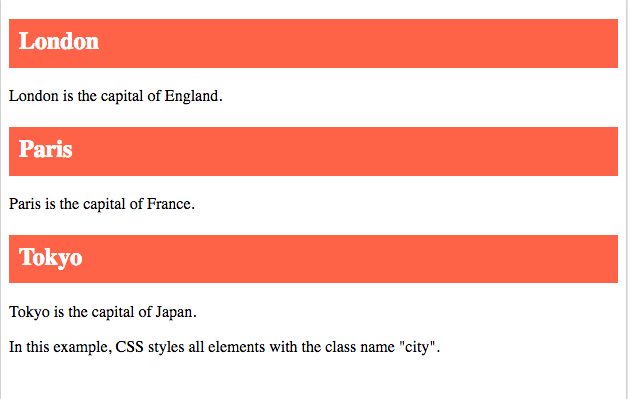 London
London is the capital of England.
Paris
Paris is the capital of France.
Tokyo
Tokyo is the capital of Japan.
In this example, CSS styles all elements with the class name "city".